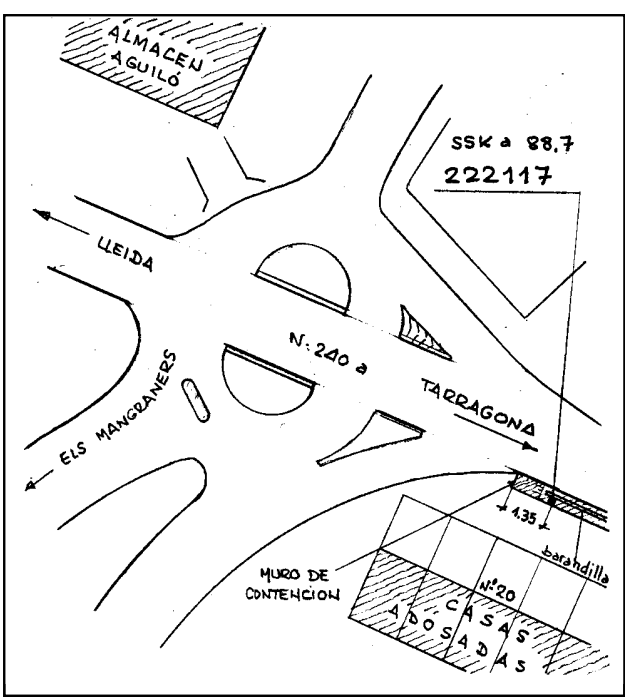 ALMACEN
AGUILÓ
SSK a 88,7
222117
LLEIDA
N-240 a
TARRAGONA
ELS MANGRANERS
1.35
barandilla
MURO DE
CONTENCION
Nº20
CASAS
ADOSADAS